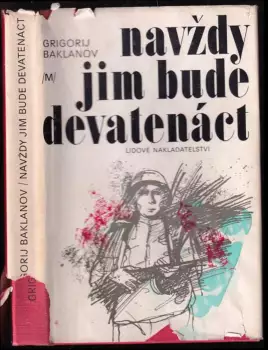 GRIGORIJ BAKLANOV / NAVŽDY JIM BUDE DEVATENÁCT
GRIGORIJ
BAKLANOV
/M/
navždy
jim bude
devatenáct
LIDOVÉ NAKLADATELSTVÍ